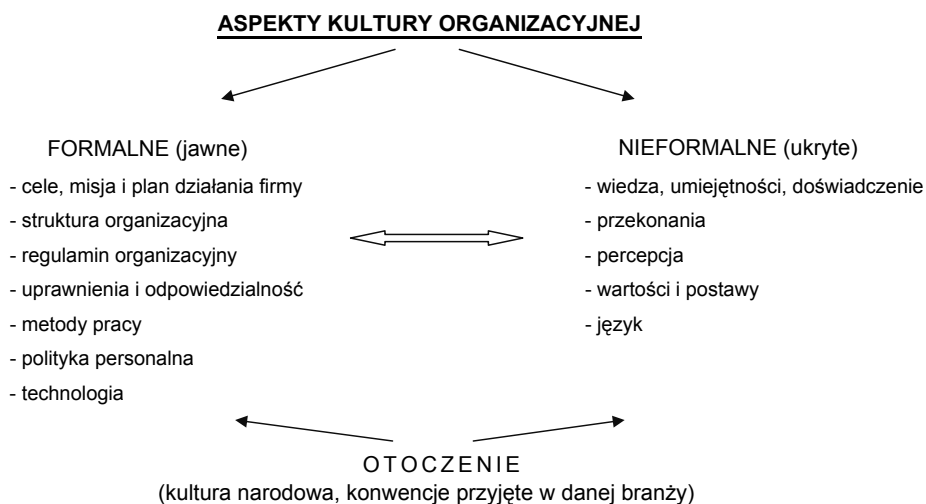 ASPEKTY KULTURY ORGANIZACYJNEJ
FORMALNE (jawne)
- cele, misja i plan działania firmy
- struktura organizacyjna
- regulamin organizacyjny
- uprawnienia i odpowiedzialność
- metody pracy
- polityka personalna
- technologia
NIEFORMALNE (ukryte)
- wiedza, umiejętności, doświadczenie
- przekonania
- percepcja
- wartości i postawy
- język
OTOCZENIE
(kultura narodowa, konwencje przyjęte w danej branży)